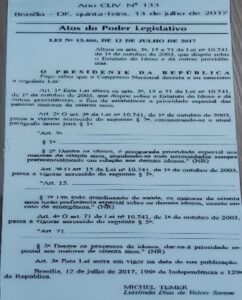 Ano CLIV Nº 133
Brasília - DF, quinta-feira, 13 de julho de 2017
Atos do Poder Legislativo
LEI Nº 13.466, DE 12 DE JULHO DE 2017
Altera os arts. 3º, 15 e 71 da Lei nº 10.741,
de 1º de outubro de 2003, que dispõe sobre
o Estatuto do Idoso e dá outras providên-
cias.
PRESIDENTE DA REPÚBLICA
Faço saber que o Congresso Nacional decreta e eu sanciono
a seguinte Lei:
Art. 1º Esta Lei altera os arts. 3º, 15 e 71 da Lei nº 10.741,
de 1º de outubro de 2003, que dispõe sobre o Estatuto do Idoso e dá
outras providências, a fim de estabelecer a prioridade especial das
pessoas maiores de oitenta anos.
Art. 2º O art. 3º da Lei nº 10.741, de 1º de outubro de 2003,
passa a vigorar acrescido do seguinte § 2º, renumerando-se o atual
parágrafo único para § 1º:
"Art. 3º
§ 1º
§ 2º Dentre os idosos, é assegurada prioridade especial aos
maiores de oitenta anos, atendendo-se suas necessidades sempre
preferencialmente em relação aos demais idosos." (NR)
Art. 3º O art. 15 da Lei nº 10.741, de 1º de outubro de 2003,
passa a vigorar acrescido do seguinte § 7º:
"Art. 15.
§ 7º Em todo atendimento de saúde, os maiores de oitenta
anos terão preferência especial sobre os demais idosos, exceto em
caso de emergência." (NR)
Art. 4º O art. 71 da Lei nº 10.741, de 1º de outubro de 2003,
passa a vigorar acrescido do seguinte § 5º:
"Art. 71.
§ 5º Dentre os processos de idosos, dar-se-á prioridade especial
aos maiores de oitenta anos." (NR)
Art. 5º Esta Lei entra em vigor na data de sua publicação.
Brasília, 12 de julho de 2017; 196º da Independência e 129º
da República.
MICHEL TEMER
Luislinda Dias de Valois Santos